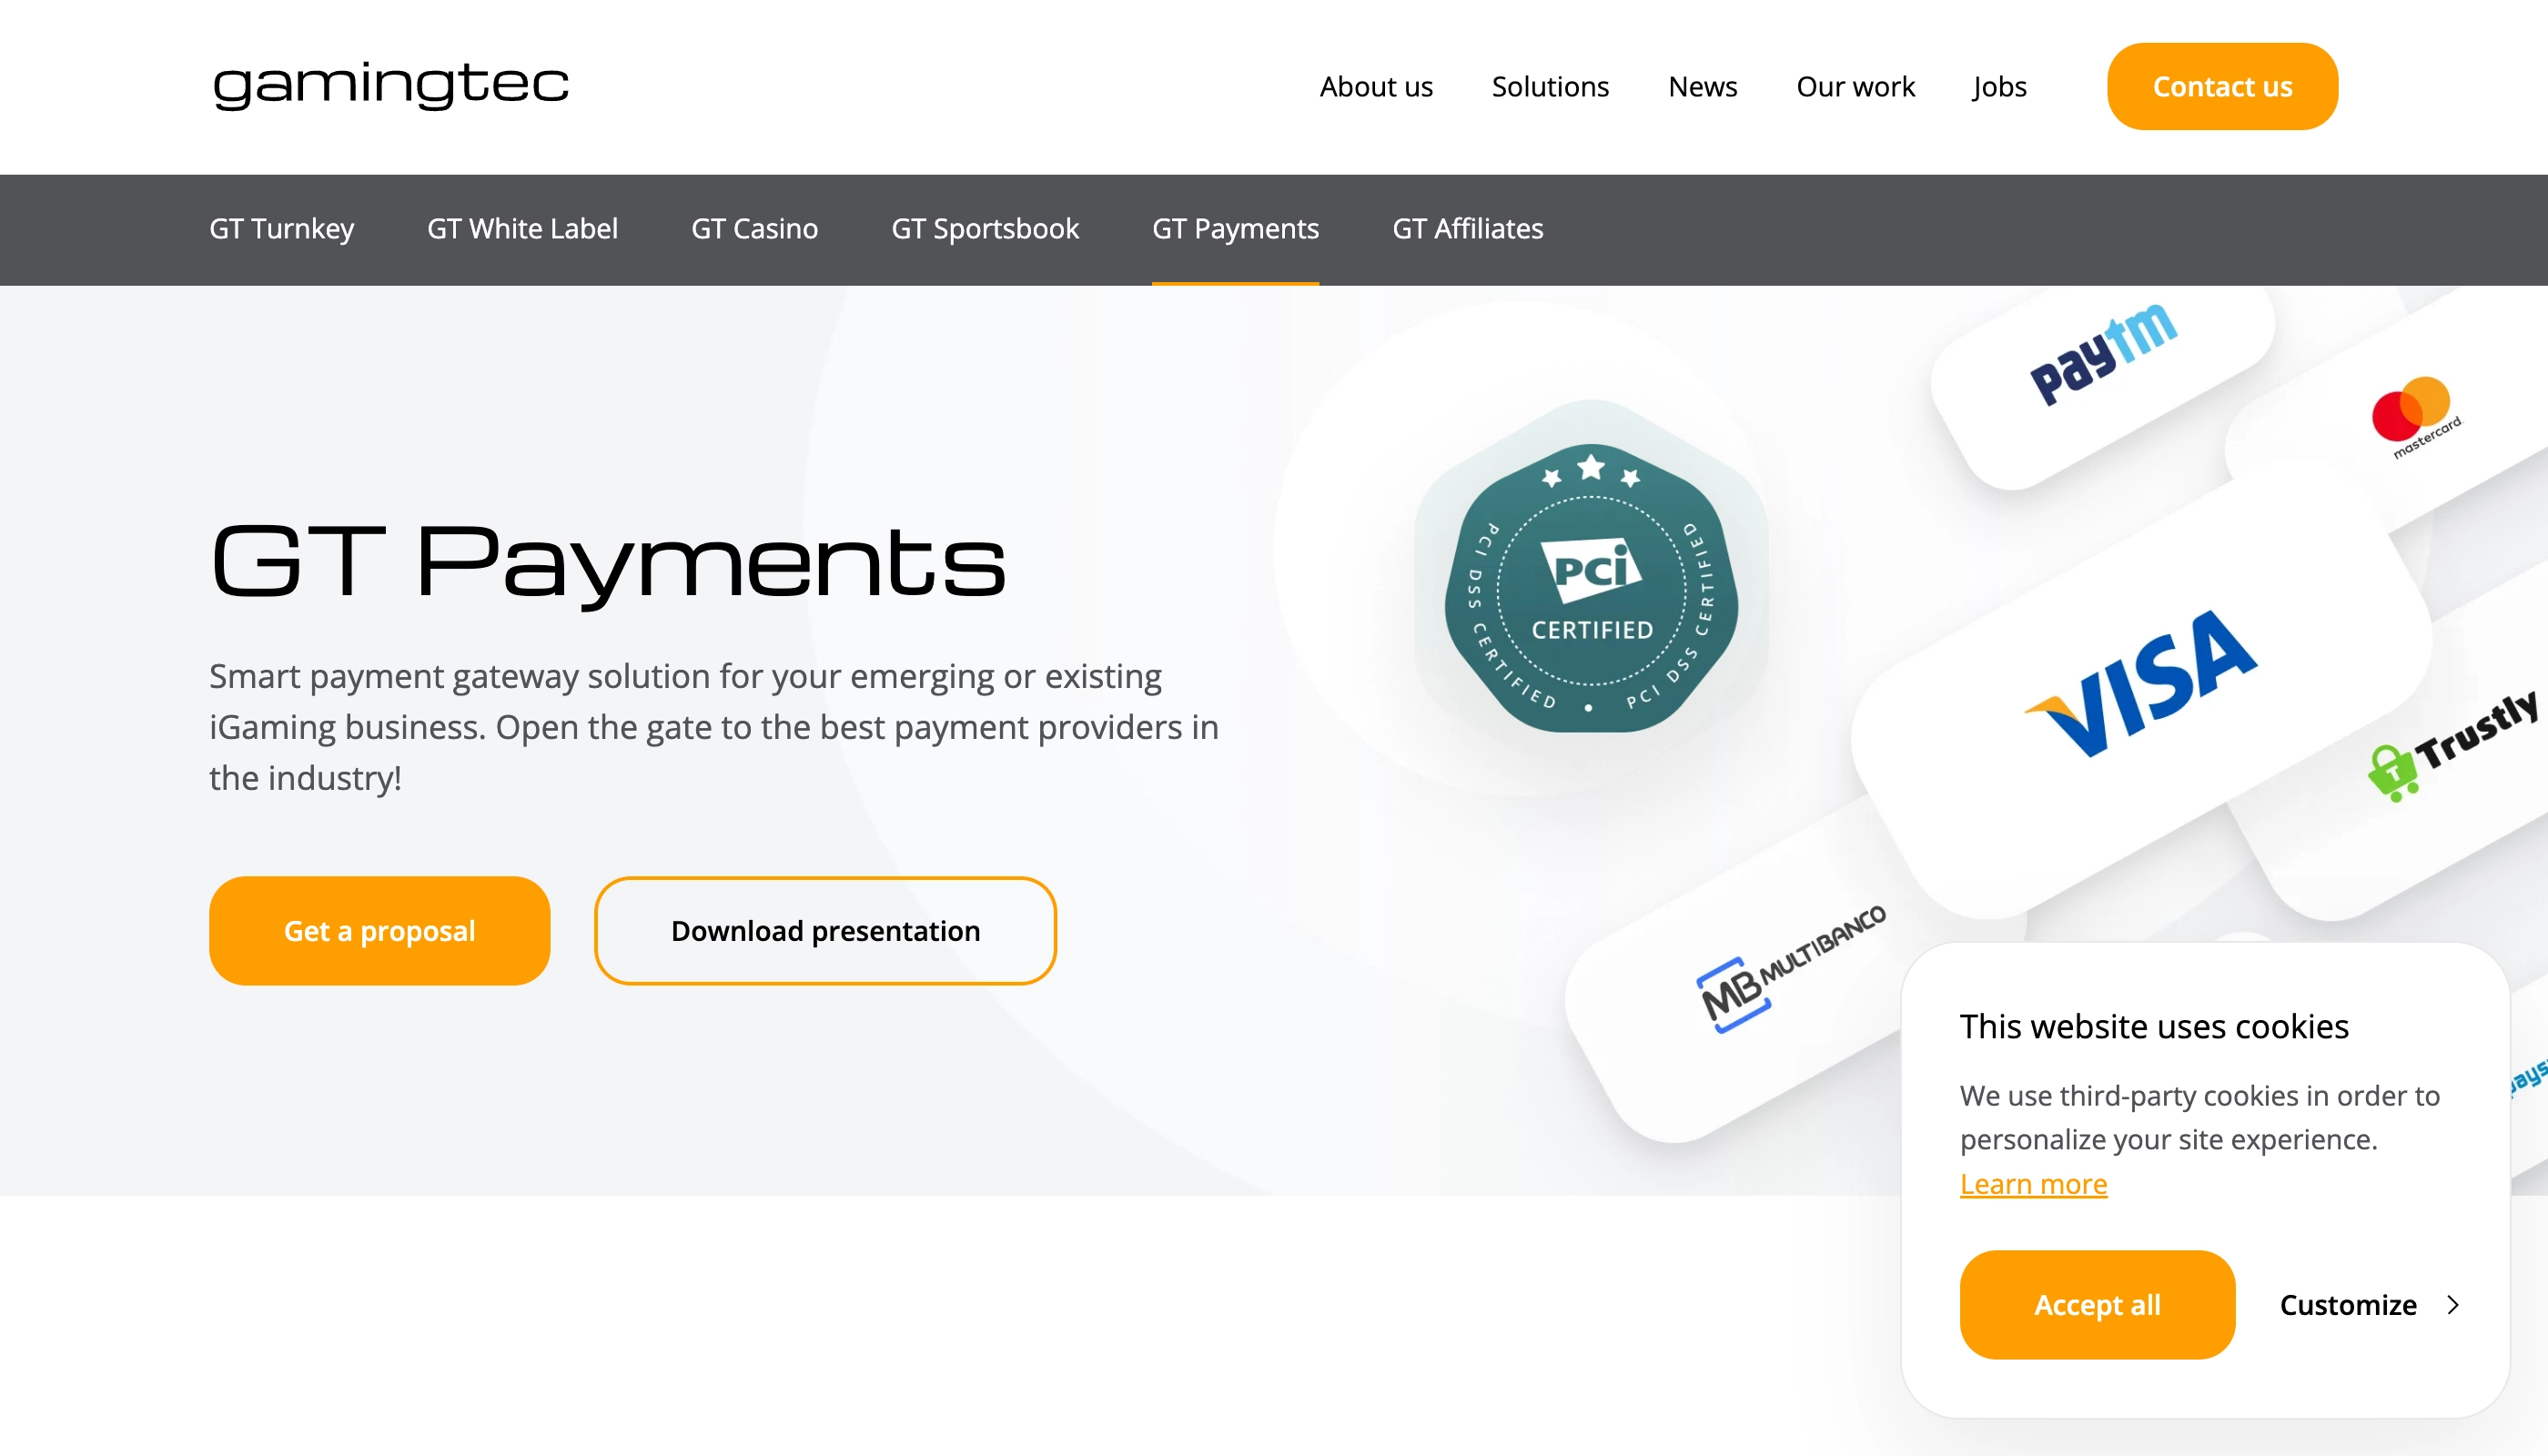 gamingtec
About us
Solutions
News
Our work
Jobs
Contact us
GT Turnkey
GT White Label
GT Casino
GT Sportsbook
GT Payments
GT Affiliates
GT Payments
Smart payment gateway solution for your emerging or existing
iGaming business. Open the gate to the best payment providers in
the industry!
Get a proposal
Download presentation
PCI DSS CERTIFIED • PCI DSS CERTIFIED
PCi
CERTIFIED
Paytm
mastercard
VISA
T Trustly
MB MULTIBANCO
This website uses cookies
We use third-party cookies in order to
personalize your site experience.
Learn more
Accept all
Customize